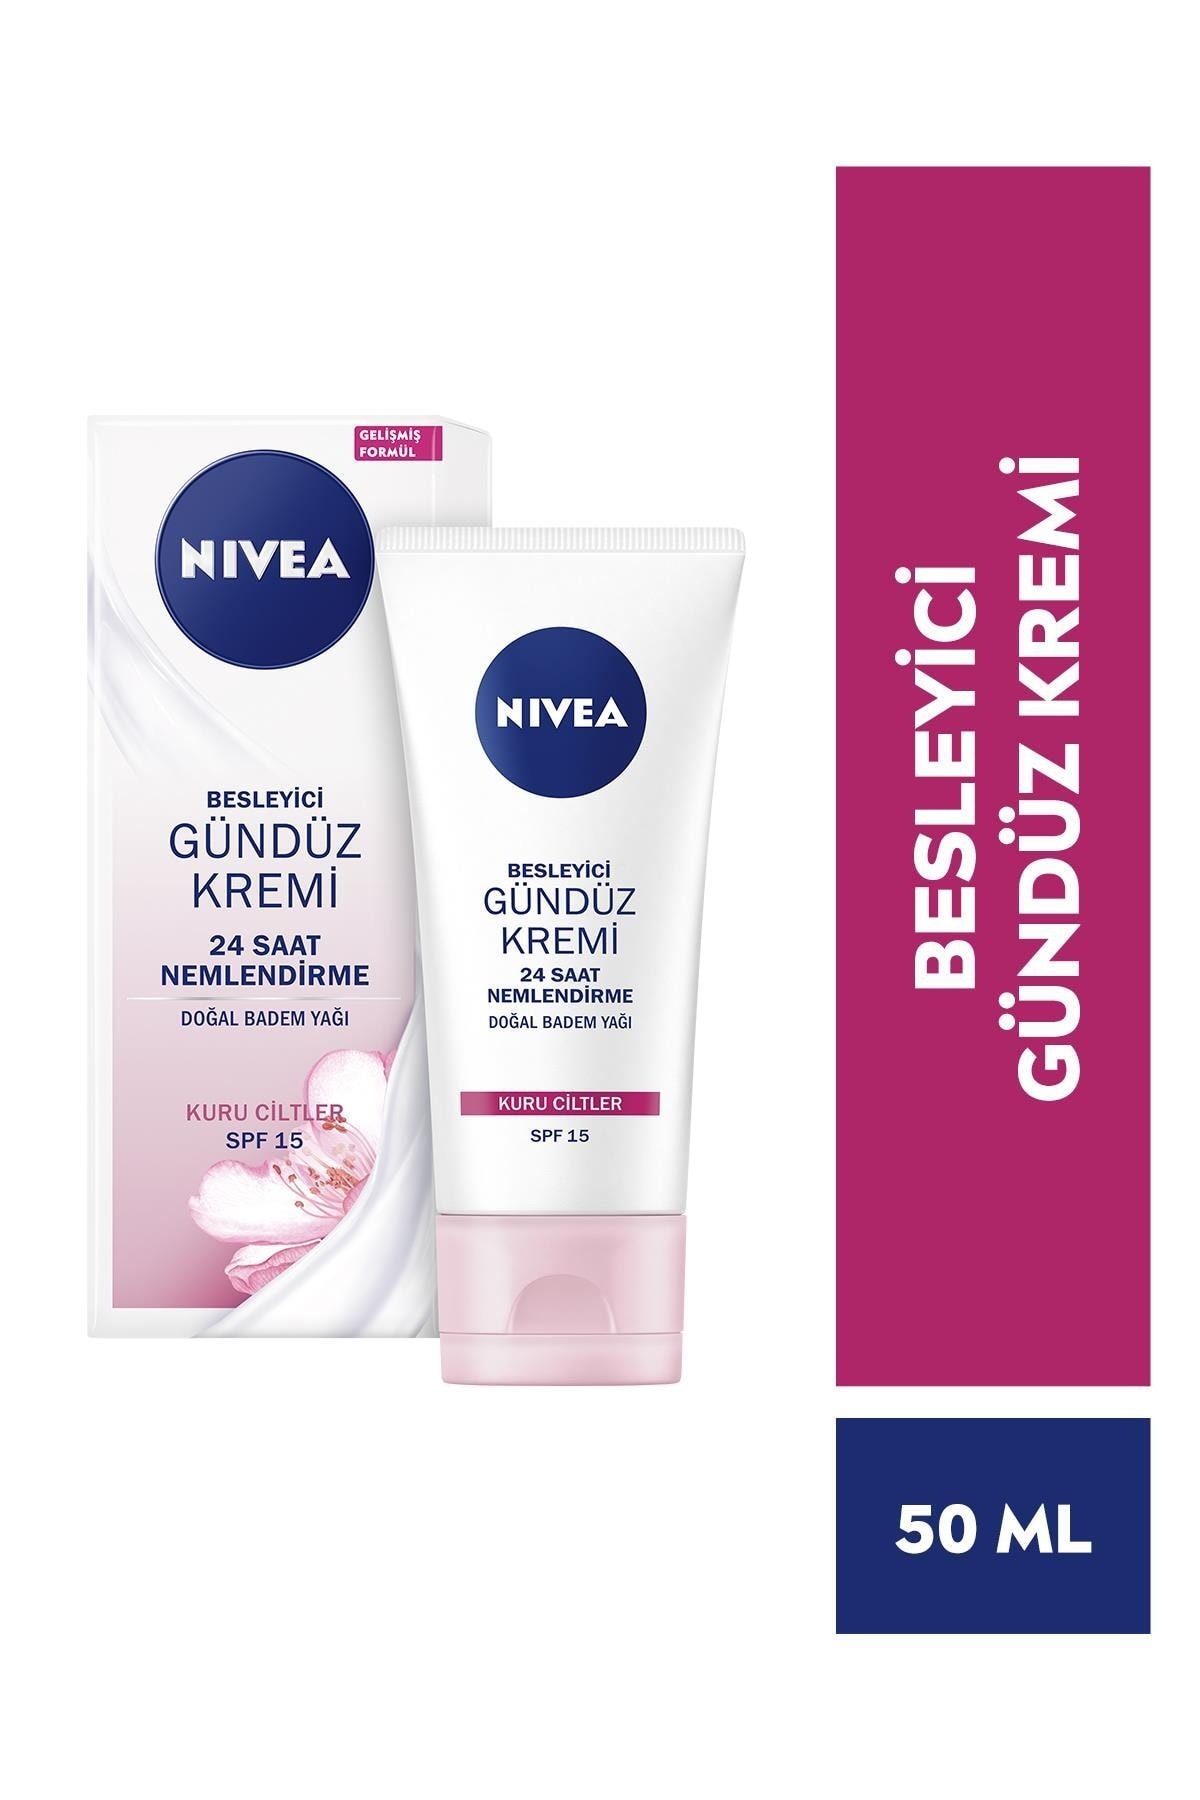 GELİŞMİŞ
FORMÜL
NIVEA
BESLEYİCİ
GÜNDÜZ
KREMİ
24 SAAT
NEMLENDİRME
DOĞAL BADEM YAĞI
KURU CİLTLER
SPF 15
NIVEA
BESLEYİCİ
GÜNDÜZ
KREMİ
24 SAAT
NEMLENDİRME
DOĞAL BADEM YAĞI
KURU CİLTLER
SPF 15
BESLEYİCİ
GÜNDÜZ KREMİ
50 ML